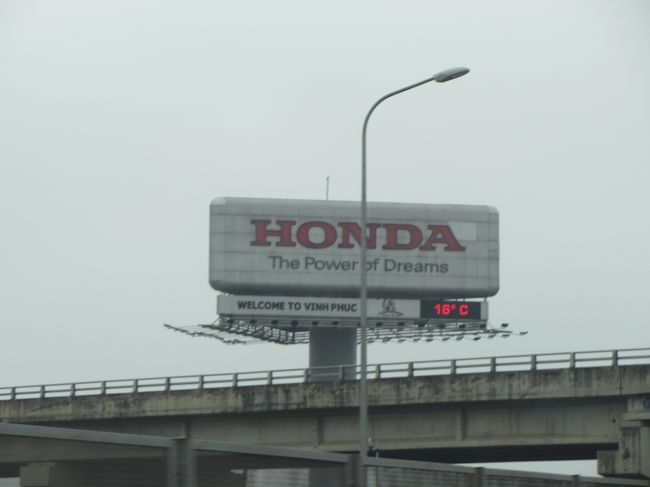 HONDA
The Power of Dreams
WELCOME TO VINH PHUC 18° C